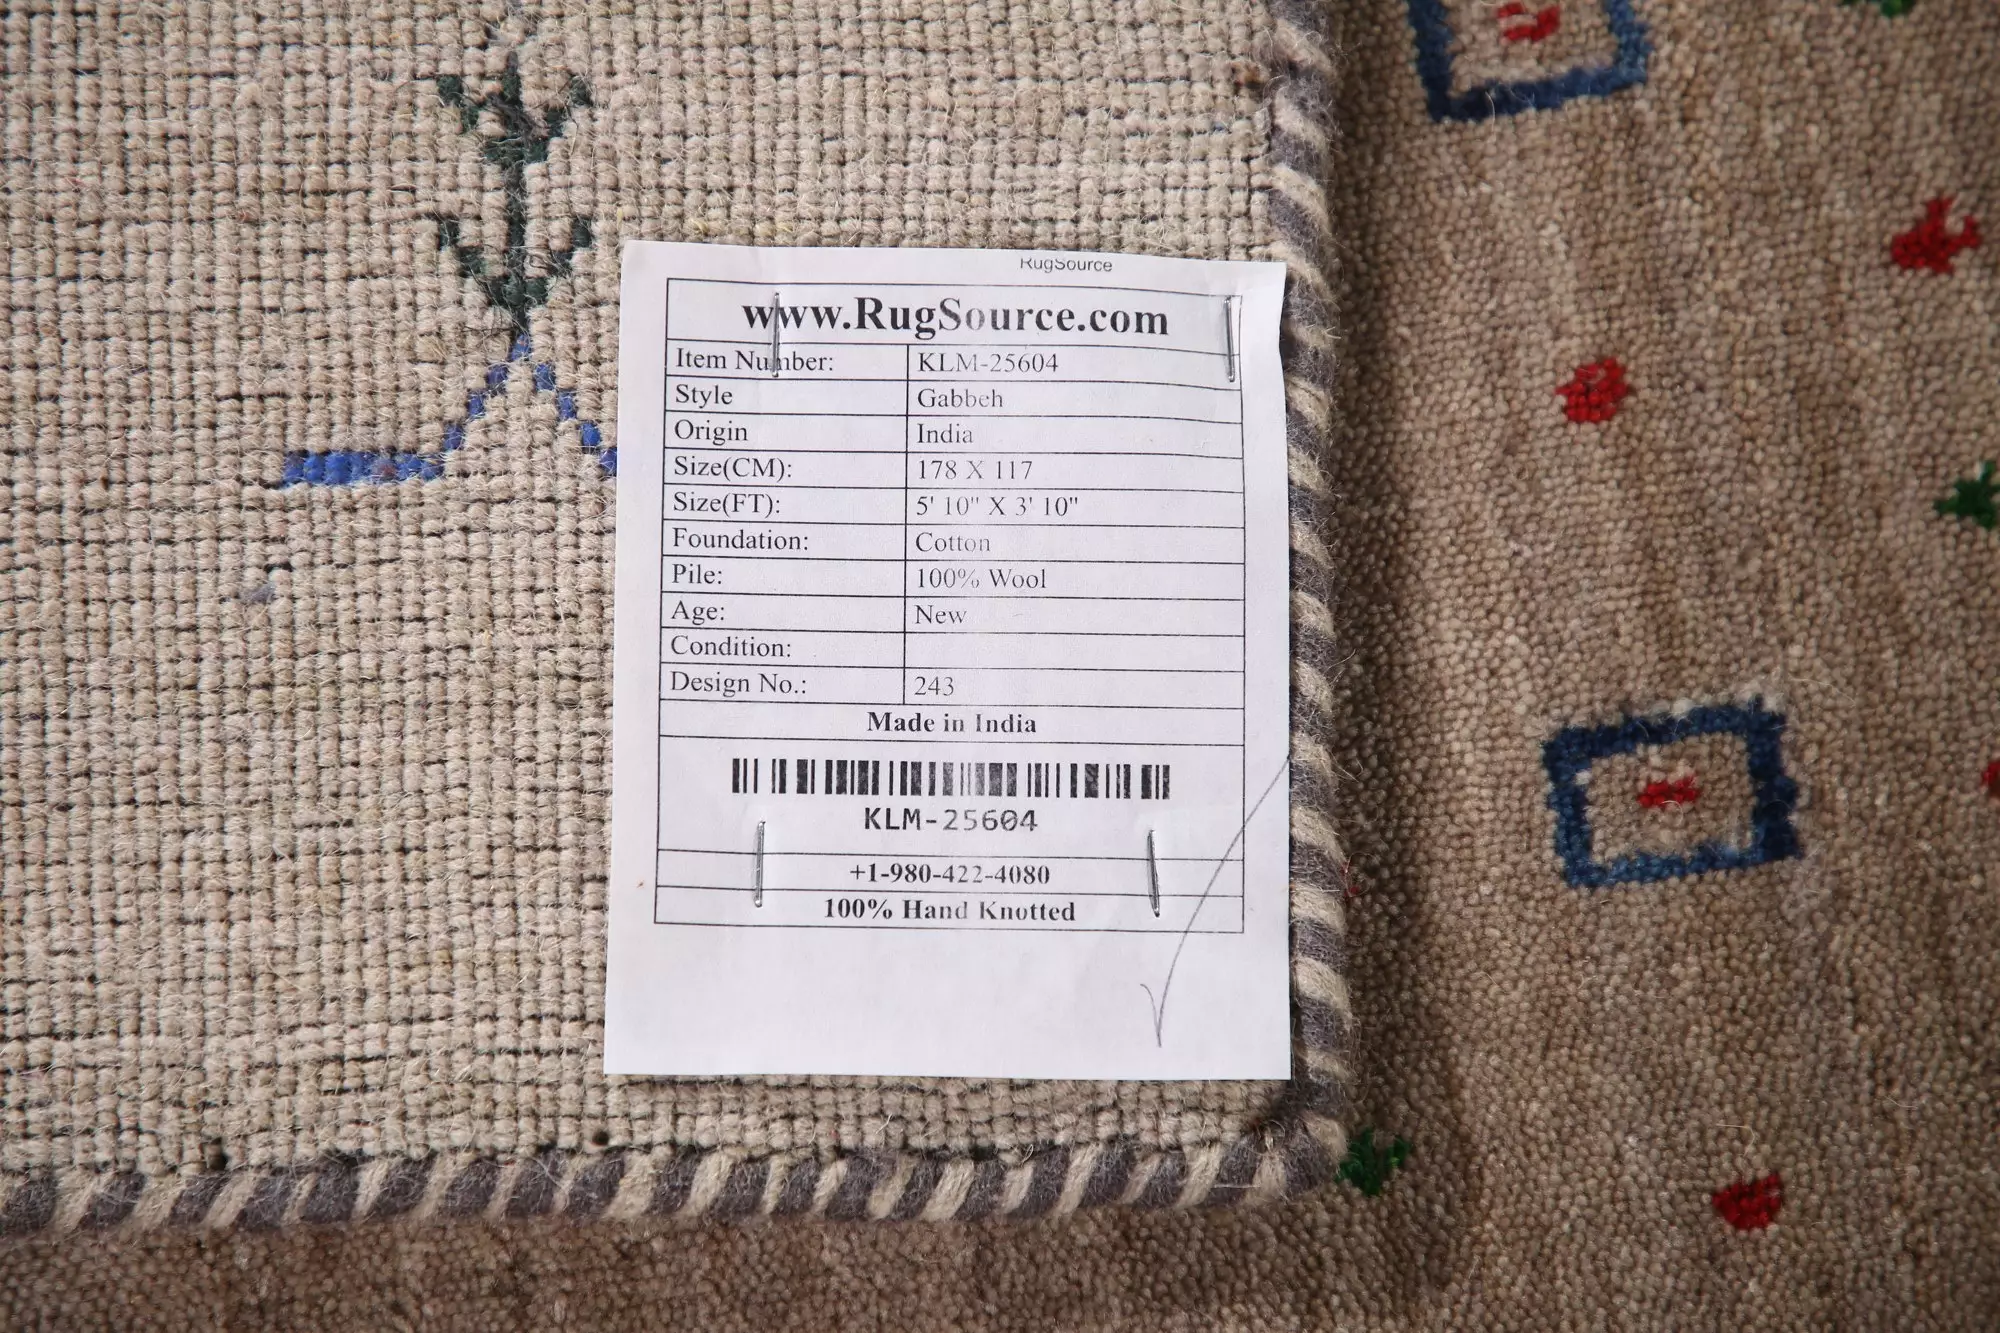 RugSource
www.RugSource.com
Item Number: KLM-25604
Style Gabbeh
Origin India
Size(CM): 178 X 117
Size(FT): 5' 10" X 3' 10"
Foundation: Cotton
Pile: 100% Wool
Age: New
Condition:
Design No.: 243
Made in India
KLM-25604
+1-980-422-4080
100% Hand Knotted